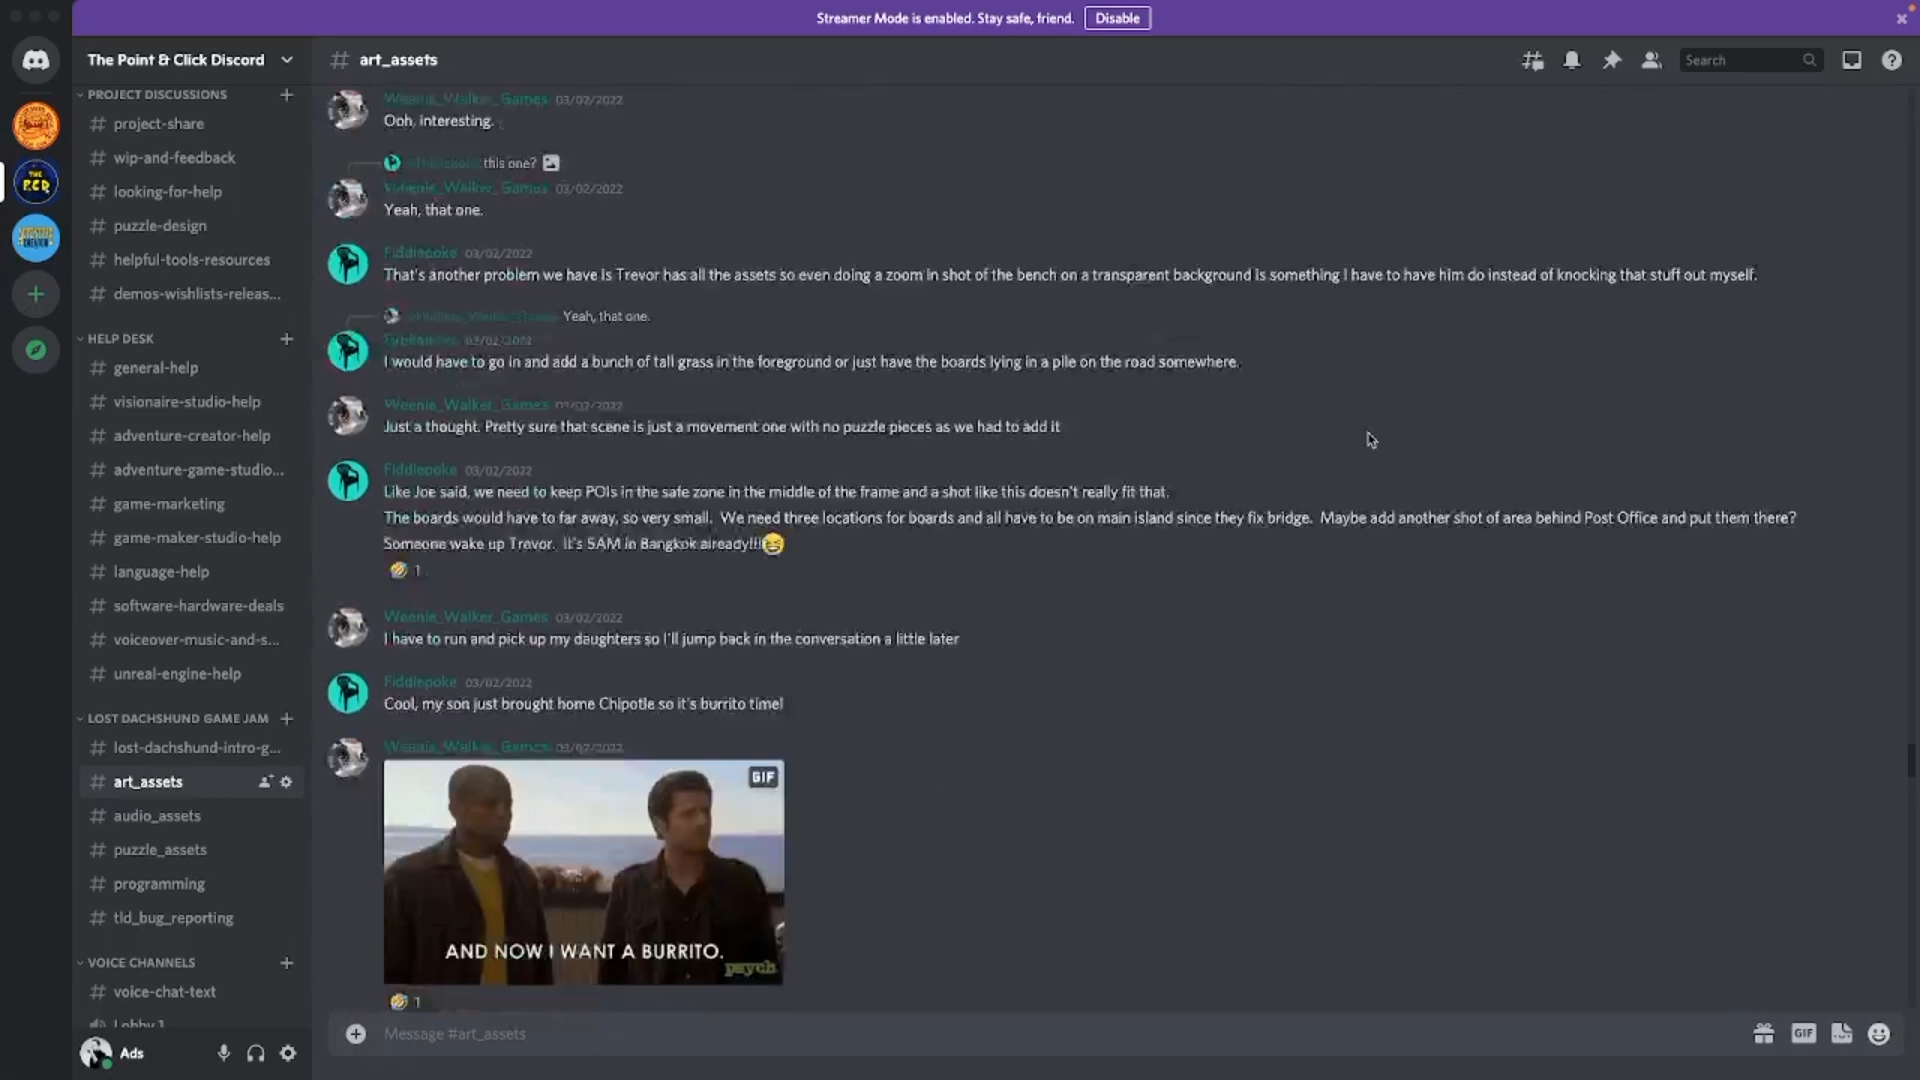 Streamer Mode is enabled. Stay safe, friend. Disable
The Point & Click Discord
art_assets
Search
PROJECT DISCUSSIONS
project-share
wip-and-feedback
looking-for-help
puzzle-design
helpful-tools-resources
demos-wishlists-releas...
HELP DESK
general-help
visionaire-studio-help
adventure-creator-help
adventure-game-studio...
game-marketing
game-maker-studio-help
language-help
software-hardware-deals
voiceover-music-and-s...
unreal-engine-help
LOST DACHSHUND GAME JAM
lost-dachshund-intro-g...
art_assets
audio_assets
puzzle_assets
programming
tld_bug_reporting
VOICE CHANNELS
voice-chat-text
Lobby 1
Ads
Weenie_Walker_Games 03/02/2022
Ooh, interesting.
this one?
Weenie_Walker_Games 03/02/2022
Yeah, that one.
Fiddlepoke 03/02/2022
That's another problem we have is Trevor has all the assets so even doing a zoom in shot of the bench on a transparent background is something I have to have him do instead of knocking that stuff out myself.
Yeah, that one.
03/02/2022
I would have to go in and add a bunch of tall grass in the foreground or just have the boards lying in a pile on the road somewhere.
Weenie_Walker_Games 03/02/2022
Just a thought. Pretty sure that scene is just a movement one with no puzzle pieces as we had to add it
Fiddlepoke 03/02/2022
Like Joe said, we need to keep POIs in the safe zone in the middle of the frame and a shot like this doesn't really fit that.
The boards would have to far away, so very small. We need three locations for boards and all have to be on main island since they fix bridge. Maybe add another shot of area behind Post Office and put them there?
Someone wake up Trevor. It's 5AM in Bangkok already!!!😆
🤣 1
Weenie_Walker_Games 03/02/2022
I have to run and pick up my daughters so I'll jump back in the conversation a little later
Fiddlepoke 03/02/2022
Cool, my son just brought home Chipotle so it's burrito time!
Weenie_Walker_Games 03/02/2022
GIF
AND NOW I WANT A BURRITO.
psych
🤣 1
Message #art_assets
GIF
THE
PCD